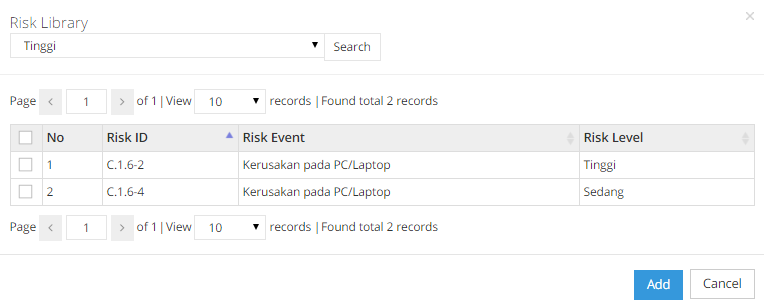 Risk Library
×
Tinggi Search
Page < 1 > of 1 | View 10 records | Found total 2 records
No Risk ID Risk Event Risk Level
1 C.1.6-2 Kerusakan pada PC/Laptop Tinggi
2 C.1.6-4 Kerusakan pada PC/Laptop Sedang
Page < 1 > of 1 | View 10 records | Found total 2 records
Add Cancel